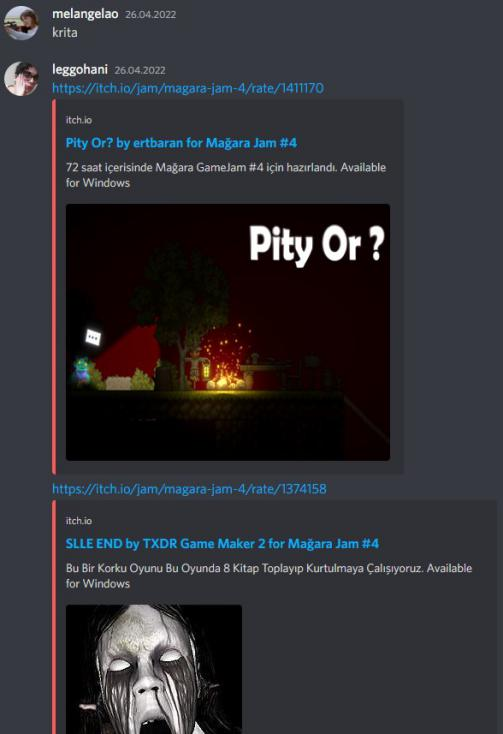 melangelao 26.04.2022
krita
leggohani 26.04.2022
https://itch.io/jam/magara-jam-4/rate/1411170
itch.io
Pity Or? by ertbaran for Mağara Jam #4
72 saat içerisinde Mağara GameJam #4 için hazırlandı. Available
for Windows
Pity Or ?
https://itch.io/jam/magara-jam-4/rate/1374158
itch.io
SLLE END by TXDR Game Maker 2 for Mağara Jam #4
Bu Bir Korku Oyunu Bu Oyunda 8 Kitap Toplayıp Kurtulmaya Çalışıyoruz. Available
for Windows